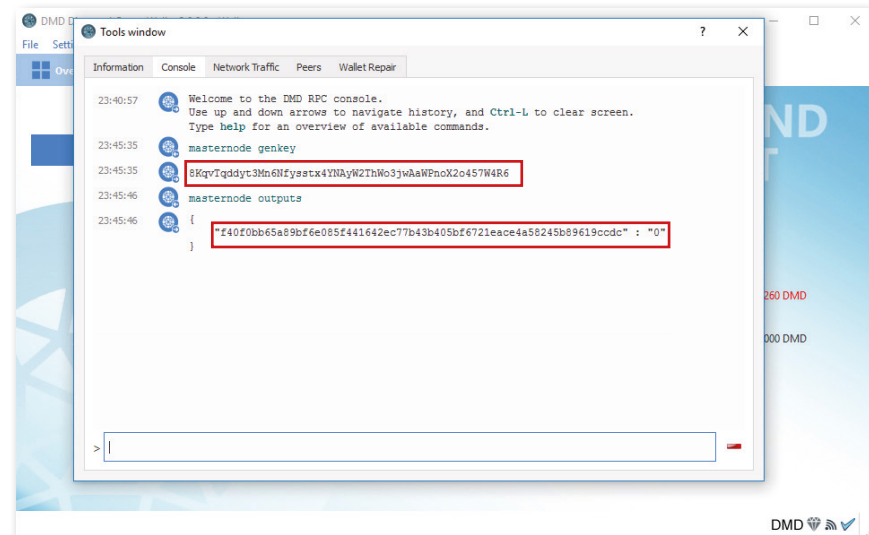 DMD D
Tools window
?
File Setti
Ove
Information Console Network Traffic Peers Wallet Repair
23:40:57 Welcome to the DMD RPC console.
Use up and down arrows to navigate history, and Ctrl-L to clear screen.
Type help for an overview of available commands.
23:45:35 masternode genkey
23:45:35 8KqvTqddyt3Mn6Nfysstx4YNAyW2ThWo3jwAaWPnoX2o457W4R6
23:45:46 masternode outputs
23:45:46 {
"f40f0bb65a89bf6e085f441642ec77b43b405bf6721eace4a58245b89619ccdc" : "0"
}
ND
T
260 DMD
000 DMD
>
DMD